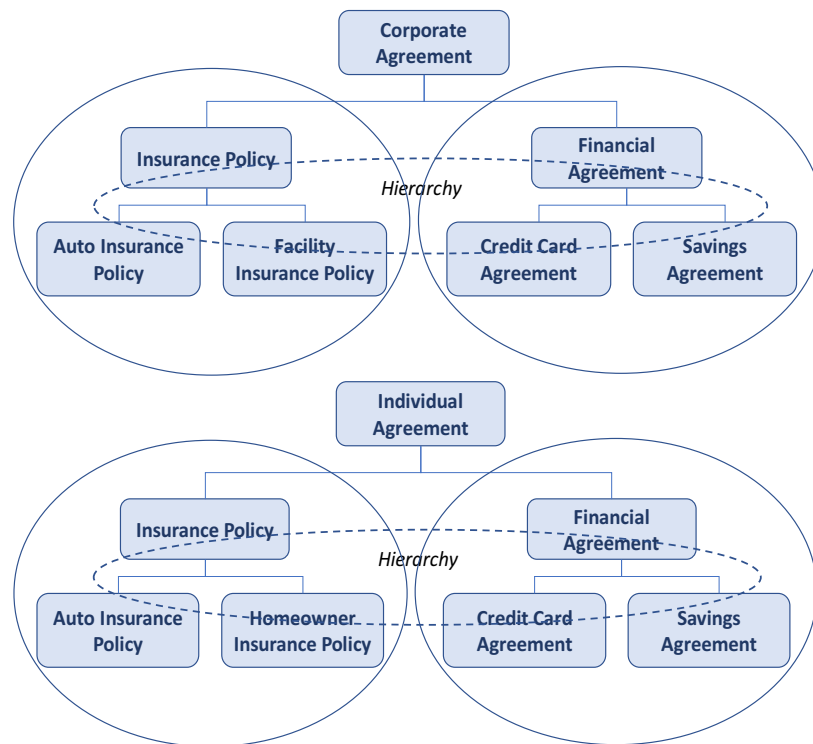 Corporate
Agreement
Insurance Policy
Financial
Agreement
Hierarchy
Auto Insurance
Policy
Facility
Insurance Policy
Credit Card
Agreement
Savings
Agreement
Individual
Agreement
Insurance Policy
Financial
Agreement
Hierarchy
Auto Insurance
Policy
Homeowner
Insurance Policy
Credit Card
Agreement
Savings
Agreement